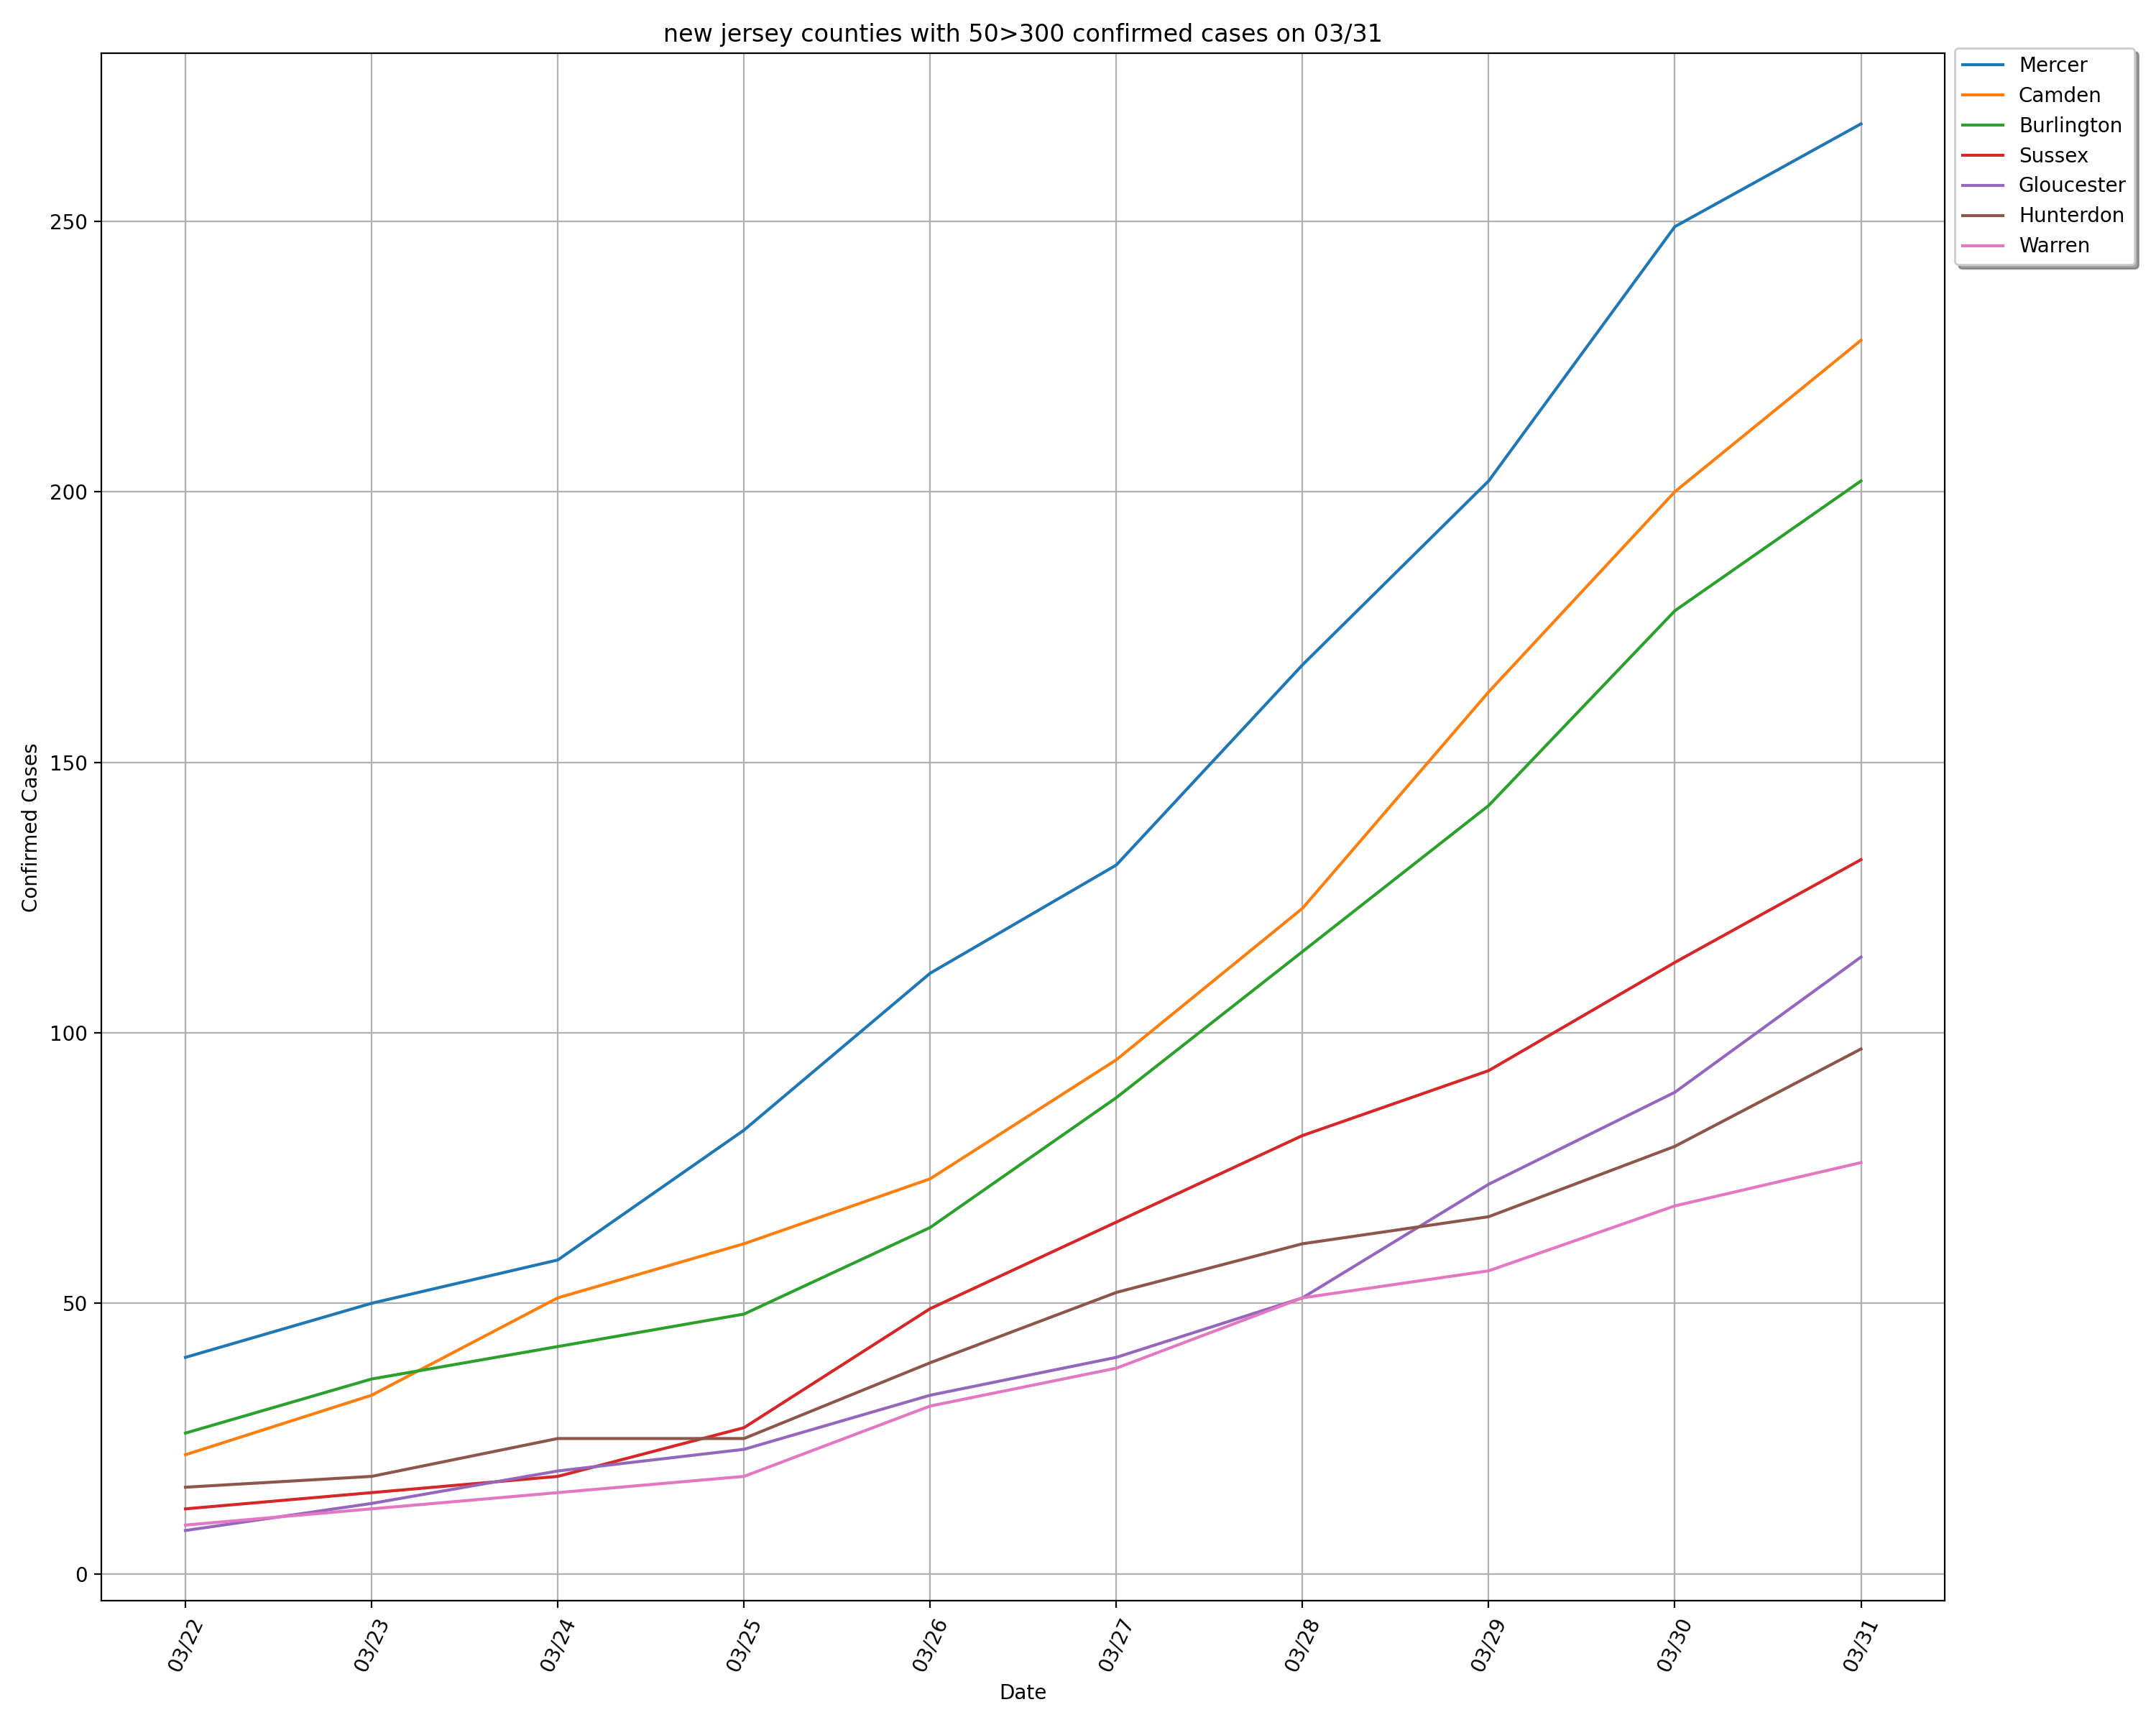 new jersey counties with 50>300 confirmed cases on 03/31
Mercer
Camden
Burlington
Sussex
Gloucester
Hunterdon
Warren
250
200
150
100
50
0
Confirmed Cases
03/22
03/23
03/24
03/25
03/26
03/27
03/28
03/29
03/30
03/31
Date